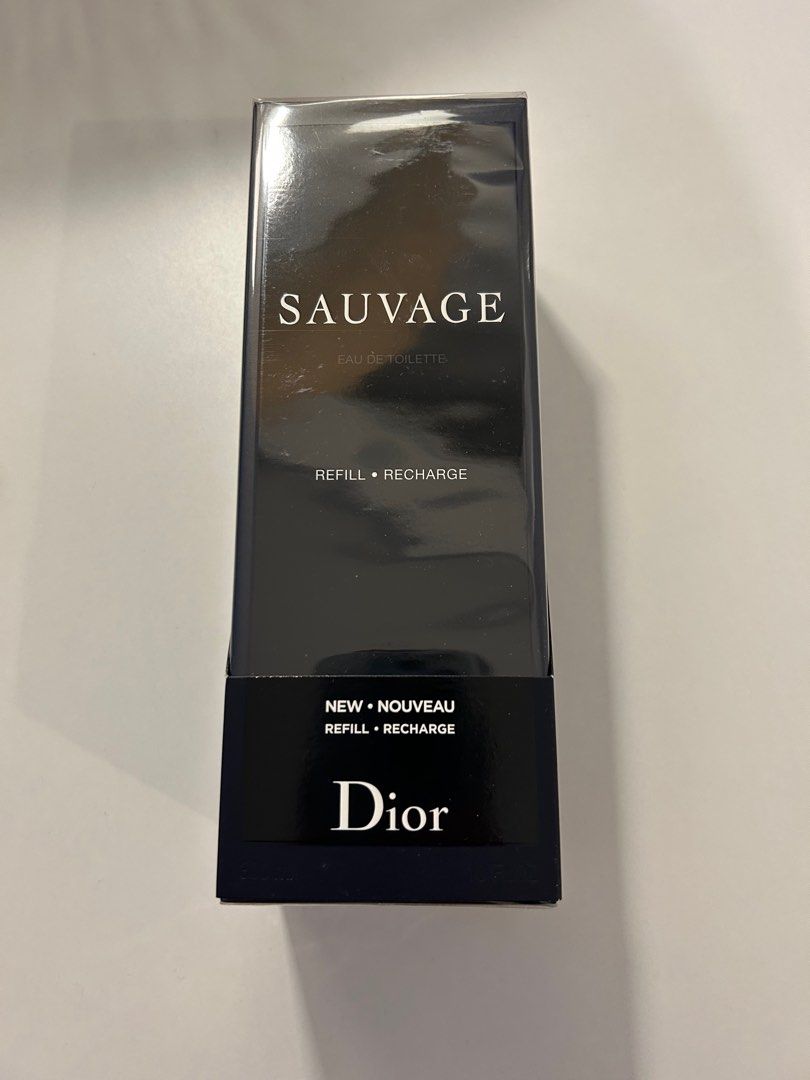 SAUVAGE
EAU DE TOILETTE
REFILL • RECHARGE
NEW • NOUVEAU
REFILL • RECHARGE
Dior